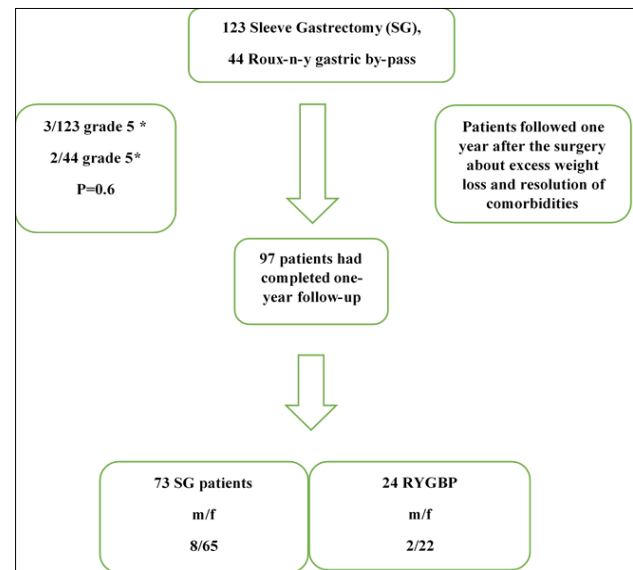 123 Sleeve Gastrectomy (SG),
44 Roux-n-y gastric by-pass
3/123 grade 5 *
2/44 grade 5*
P=0.6
Patients followed one
year after the surgery
about excess weight
loss and resolution of
comorbidities
97 patients had
completed one-
year follow-up
73 SG patients
m/f
8/65
24 RYGBP
m/f
2/22